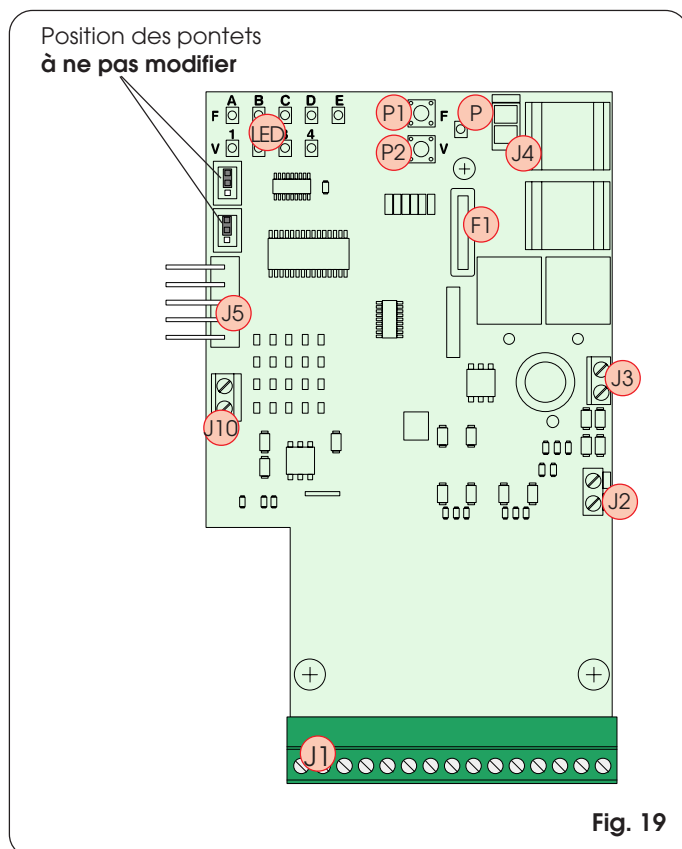 Position des pontets
à ne pas modifier
A B C D E
F
LED
1 3 4
V
P1
F
P
P2
V
J4
F1
J5
J3
J10
J2
J1
Fig. 19